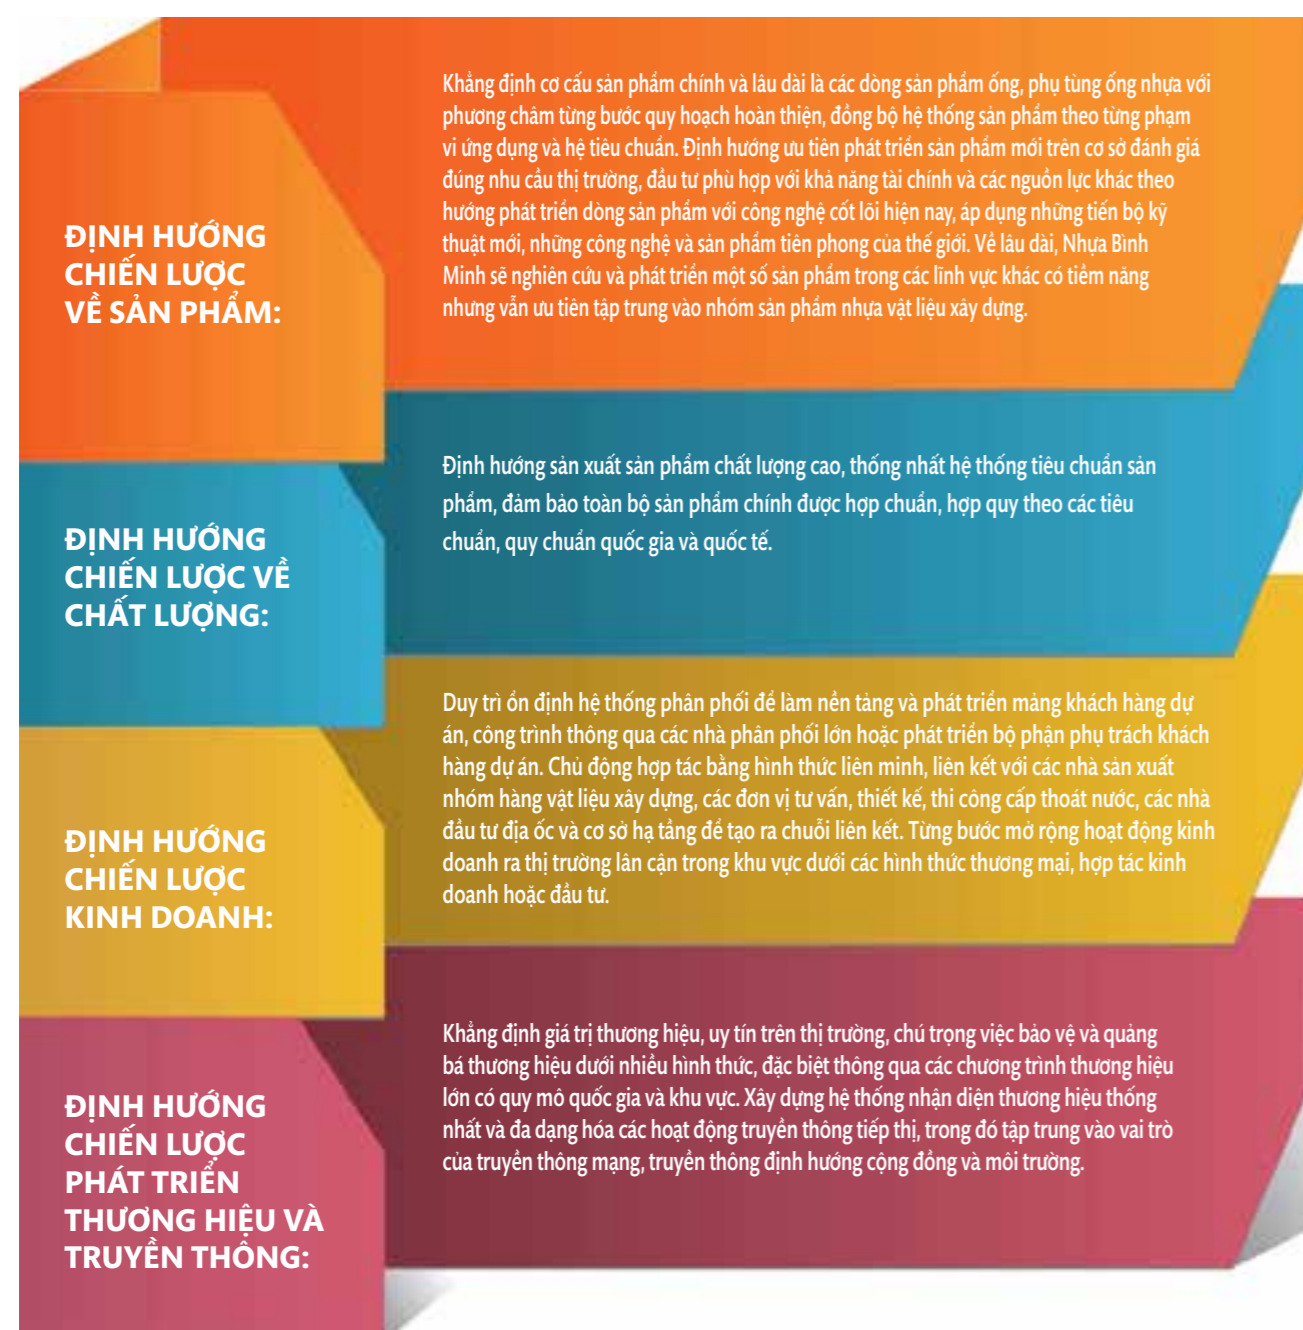 ĐỊNH HƯỚNG
CHIẾN LƯỢC
VỀ SẢN PHẨM:
Khẳng định cơ cấu sản phẩm chính và lâu dài là các dòng sản phẩm ống, phụ tùng ống nhựa với
phương châm từng bước quy hoạch hoàn thiện, đồng bộ hệ thống sản phẩm theo từng phạm
vi ứng dụng và hệ tiêu chuẩn. Định hướng ưu tiên phát triển sản phẩm mới trên cơ sở đánh giá
đúng nhu cầu thị trường, đầu tư phù hợp với khả năng tài chính và các nguồn lực khác theo
hướng phát triển dòng sản phẩm với công nghệ cốt lõi hiện nay, áp dụng những tiến bộ kỹ
thuật mới, những công nghệ và sản phẩm tiên phong của thế giới. Về lâu dài, Nhựa Bình
Minh sẽ nghiên cứu và phát triển một số sản phẩm trong các lĩnh vực khác có tiềm năng
nhưng vẫn ưu tiên tập trung vào nhóm sản phẩm nhựa vật liệu xây dựng.
ĐỊNH HƯỚNG
CHIẾN LƯỢC VỀ
CHẤT LƯỢNG:
Định hướng sản xuất sản phẩm chất lượng cao, thống nhất hệ thống tiêu chuẩn sản
phẩm, đảm bảo toàn bộ sản phẩm chính được hợp chuẩn, hợp quy theo các tiêu
chuẩn, quy chuẩn quốc gia và quốc tế.
ĐỊNH HƯỚNG
CHIẾN LƯỢC
KINH DOANH:
Duy trì ổn định hệ thống phân phối để làm nền tảng và phát triển mảng khách hàng dự
án, công trình thông qua các nhà phân phối lớn hoặc phát triển bộ phận phụ trách khách
hàng dự án. Chủ động hợp tác bằng hình thức liên minh, liên kết với các nhà sản xuất
nhóm hàng vật liệu xây dựng, các đơn vị tư vấn, thiết kế, thi công cấp thoát nước, các nhà
đầu tư địa ốc và cơ sở hạ tầng để tạo ra chuỗi liên kết. Từng bước mở rộng hoạt động kinh
doanh ra thị trường lân cận trong khu vực dưới các hình thức thương mại, hợp tác kinh
doanh hoặc đầu tư.
ĐỊNH HƯỚNG
CHIẾN LƯỢC
PHÁT TRIỂN
THƯƠNG HIỆU VÀ
TRUYỀN THÔNG:
Khẳng định giá trị thương hiệu, uy tín trên thị trường, chú trọng việc bảo vệ và quảng
bá thương hiệu dưới nhiều hình thức, đặc biệt thông qua các chương trình thương hiệu
lớn có quy mô quốc gia và khu vực. Xây dựng hệ thống nhận diện thương hiệu thống
nhất và đa dạng hóa các hoạt động truyền thông tiếp thị, trong đó tập trung vào vai trò
của truyền thông mạng, truyền thông định hướng cộng đồng và môi trường.